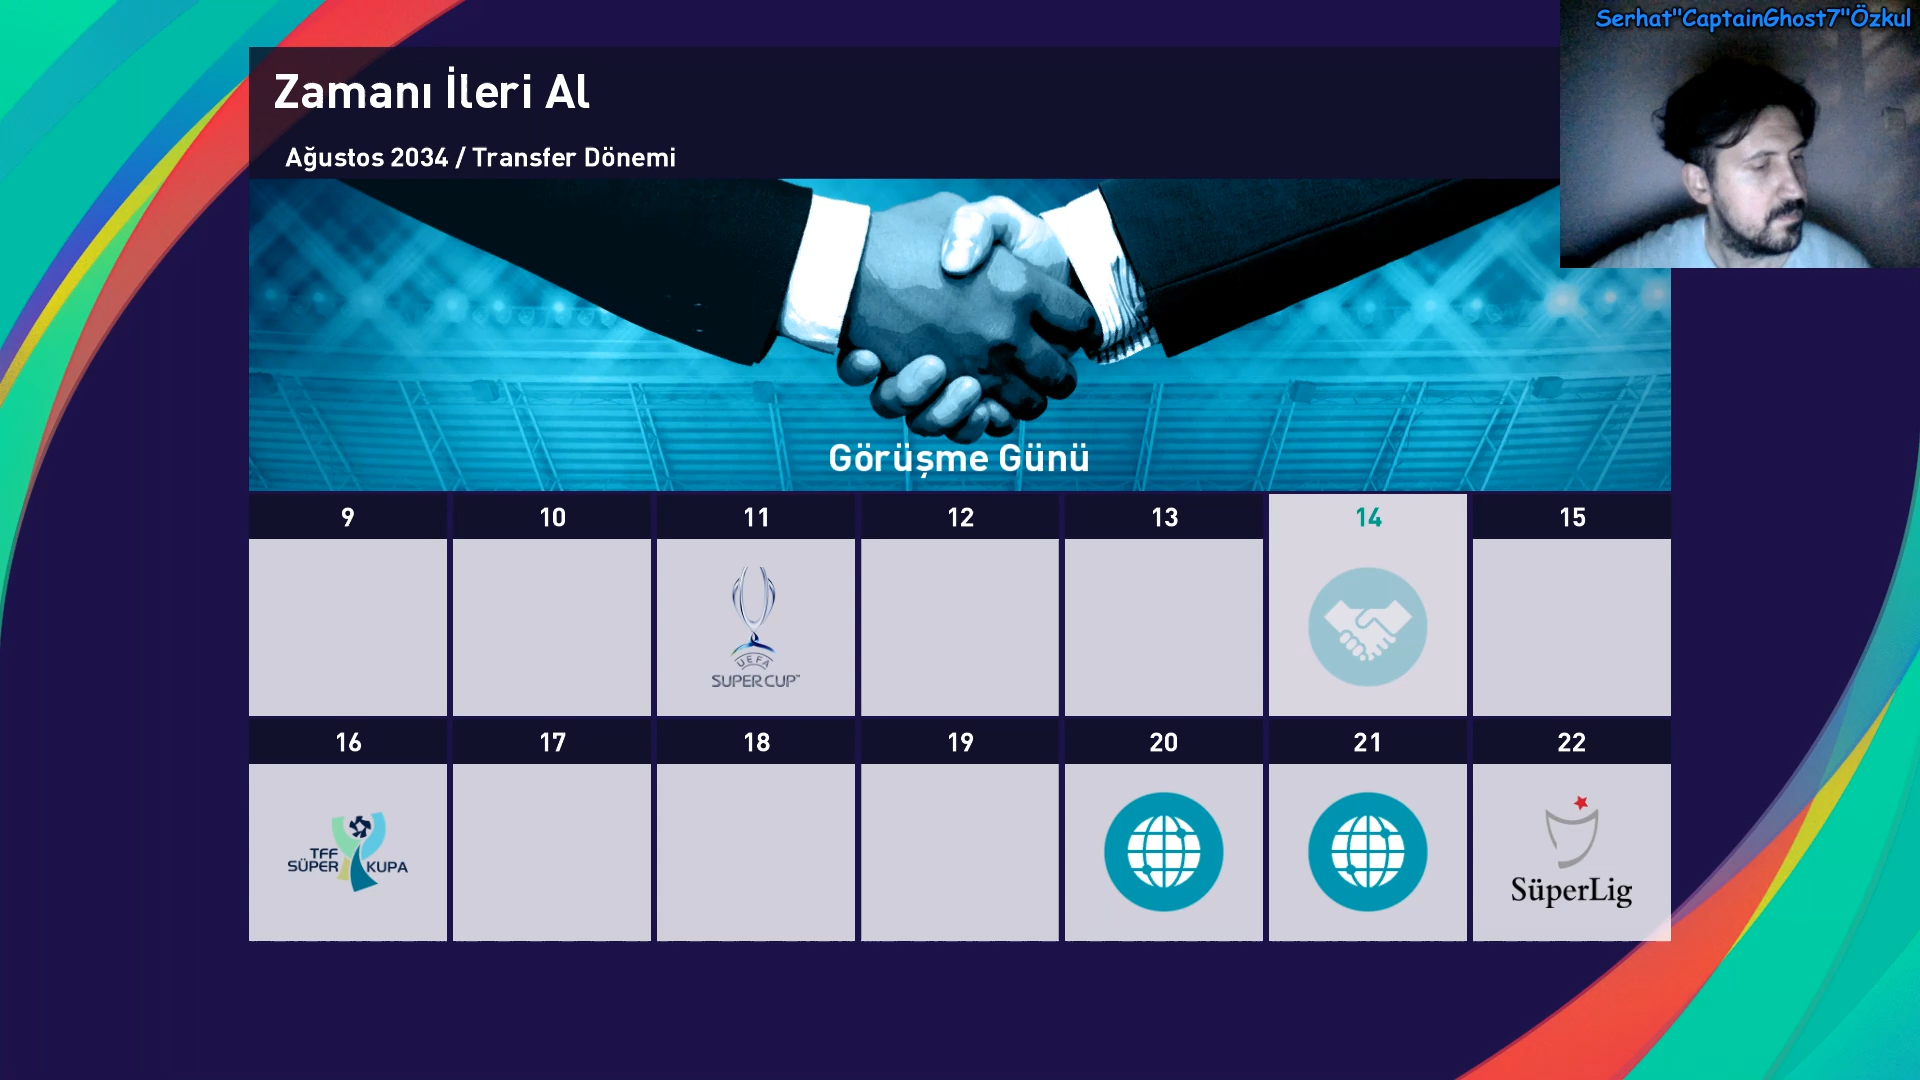 Serhat"CaptainGhost7"Özkul
Zamanı İleri Al
Ağustos 2034 / Transfer Dönemi
Görüşme Günü
9 10 11 12 13 14 15
UEFA
SUPER CUP™
16 17 18 19 20 21 22
TFF
SÜPER KUPA
SüperLig